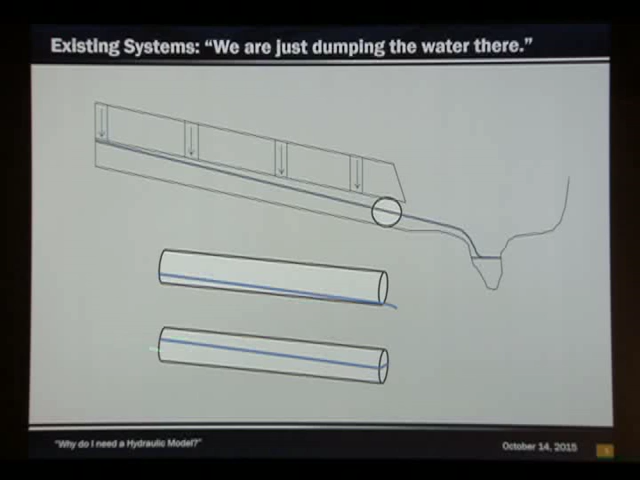 Existing Systems: “We are just dumping the water there.”
“Why do I need a Hydraulic Model?”
October 14, 2015